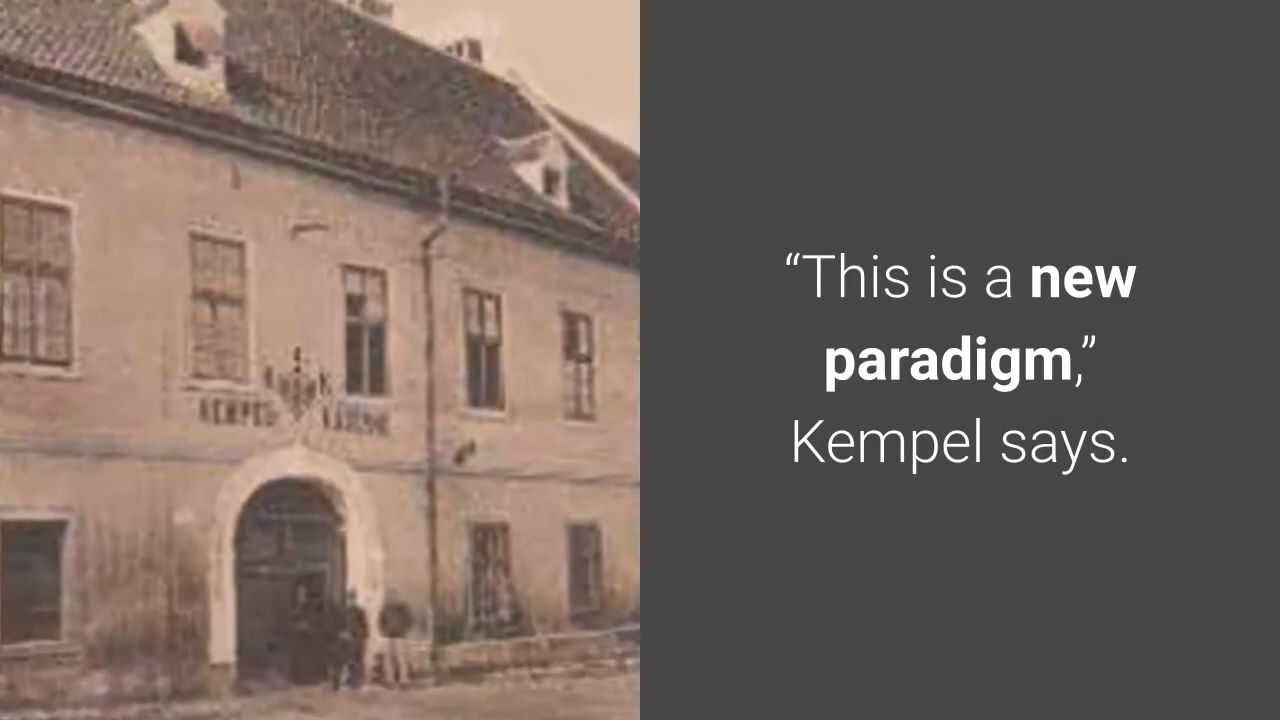 “This is a new
paradigm,”
Kempel says.